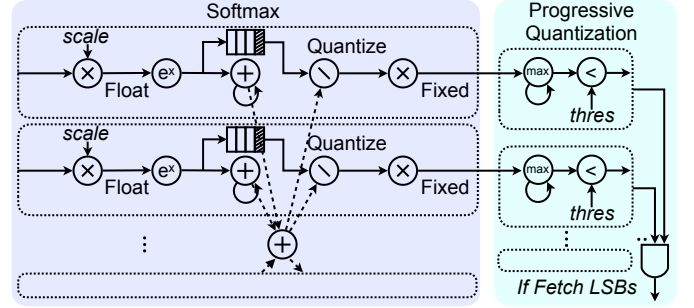 Softmax
Progressive
Quantization
scale
Quantize
max
<
e^x
Float
Fixed
thres
scale
Quantize
max
<
e^x
Float
Fixed
thres
If Fetch LSBs